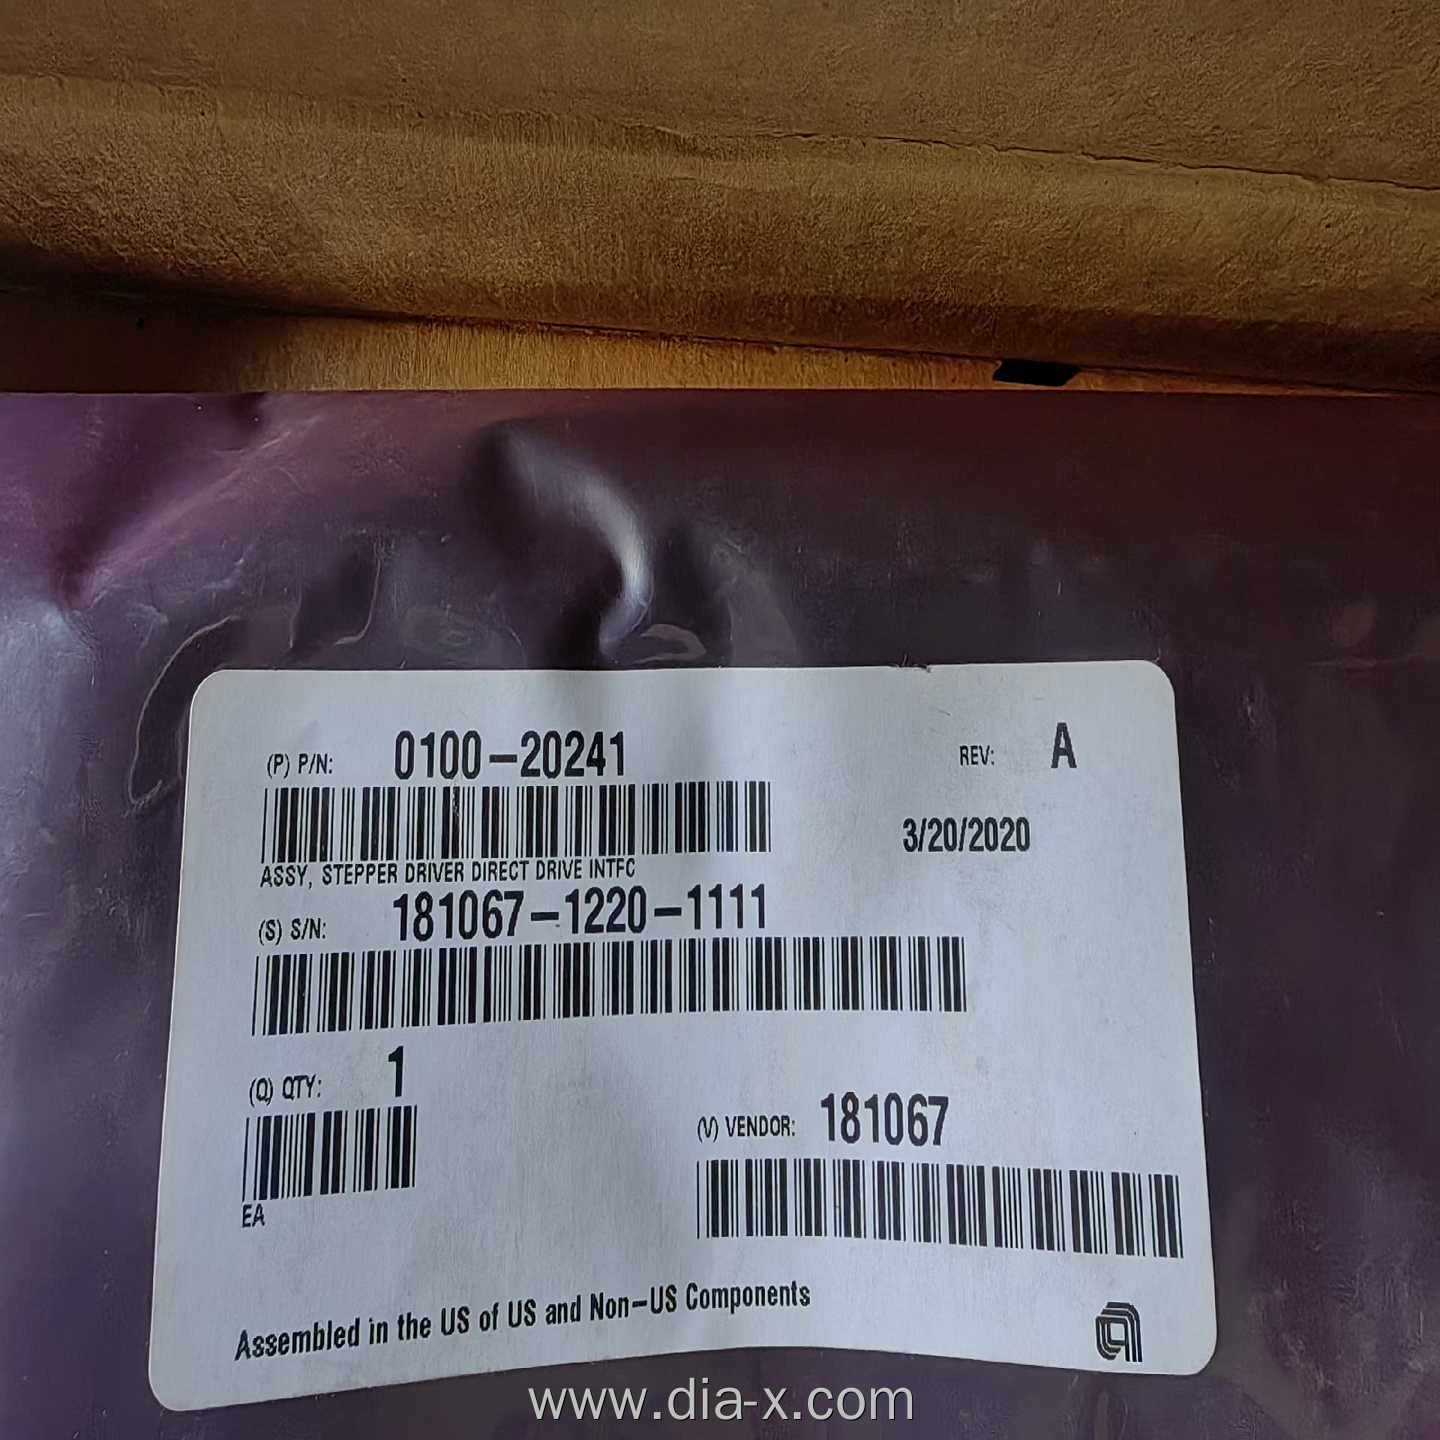 (P) P/N: 0100-20241 REV: A
3/20/2020
ASSY, STEPPER DRIVER DIRECT DRIVE INTFC
(S) S/N: 181067-1220-1111
(Q) QTY: 1
(V) VENDOR: 181067
EA
Assembled in the US of US and Non-US Components
www.dia-x.com